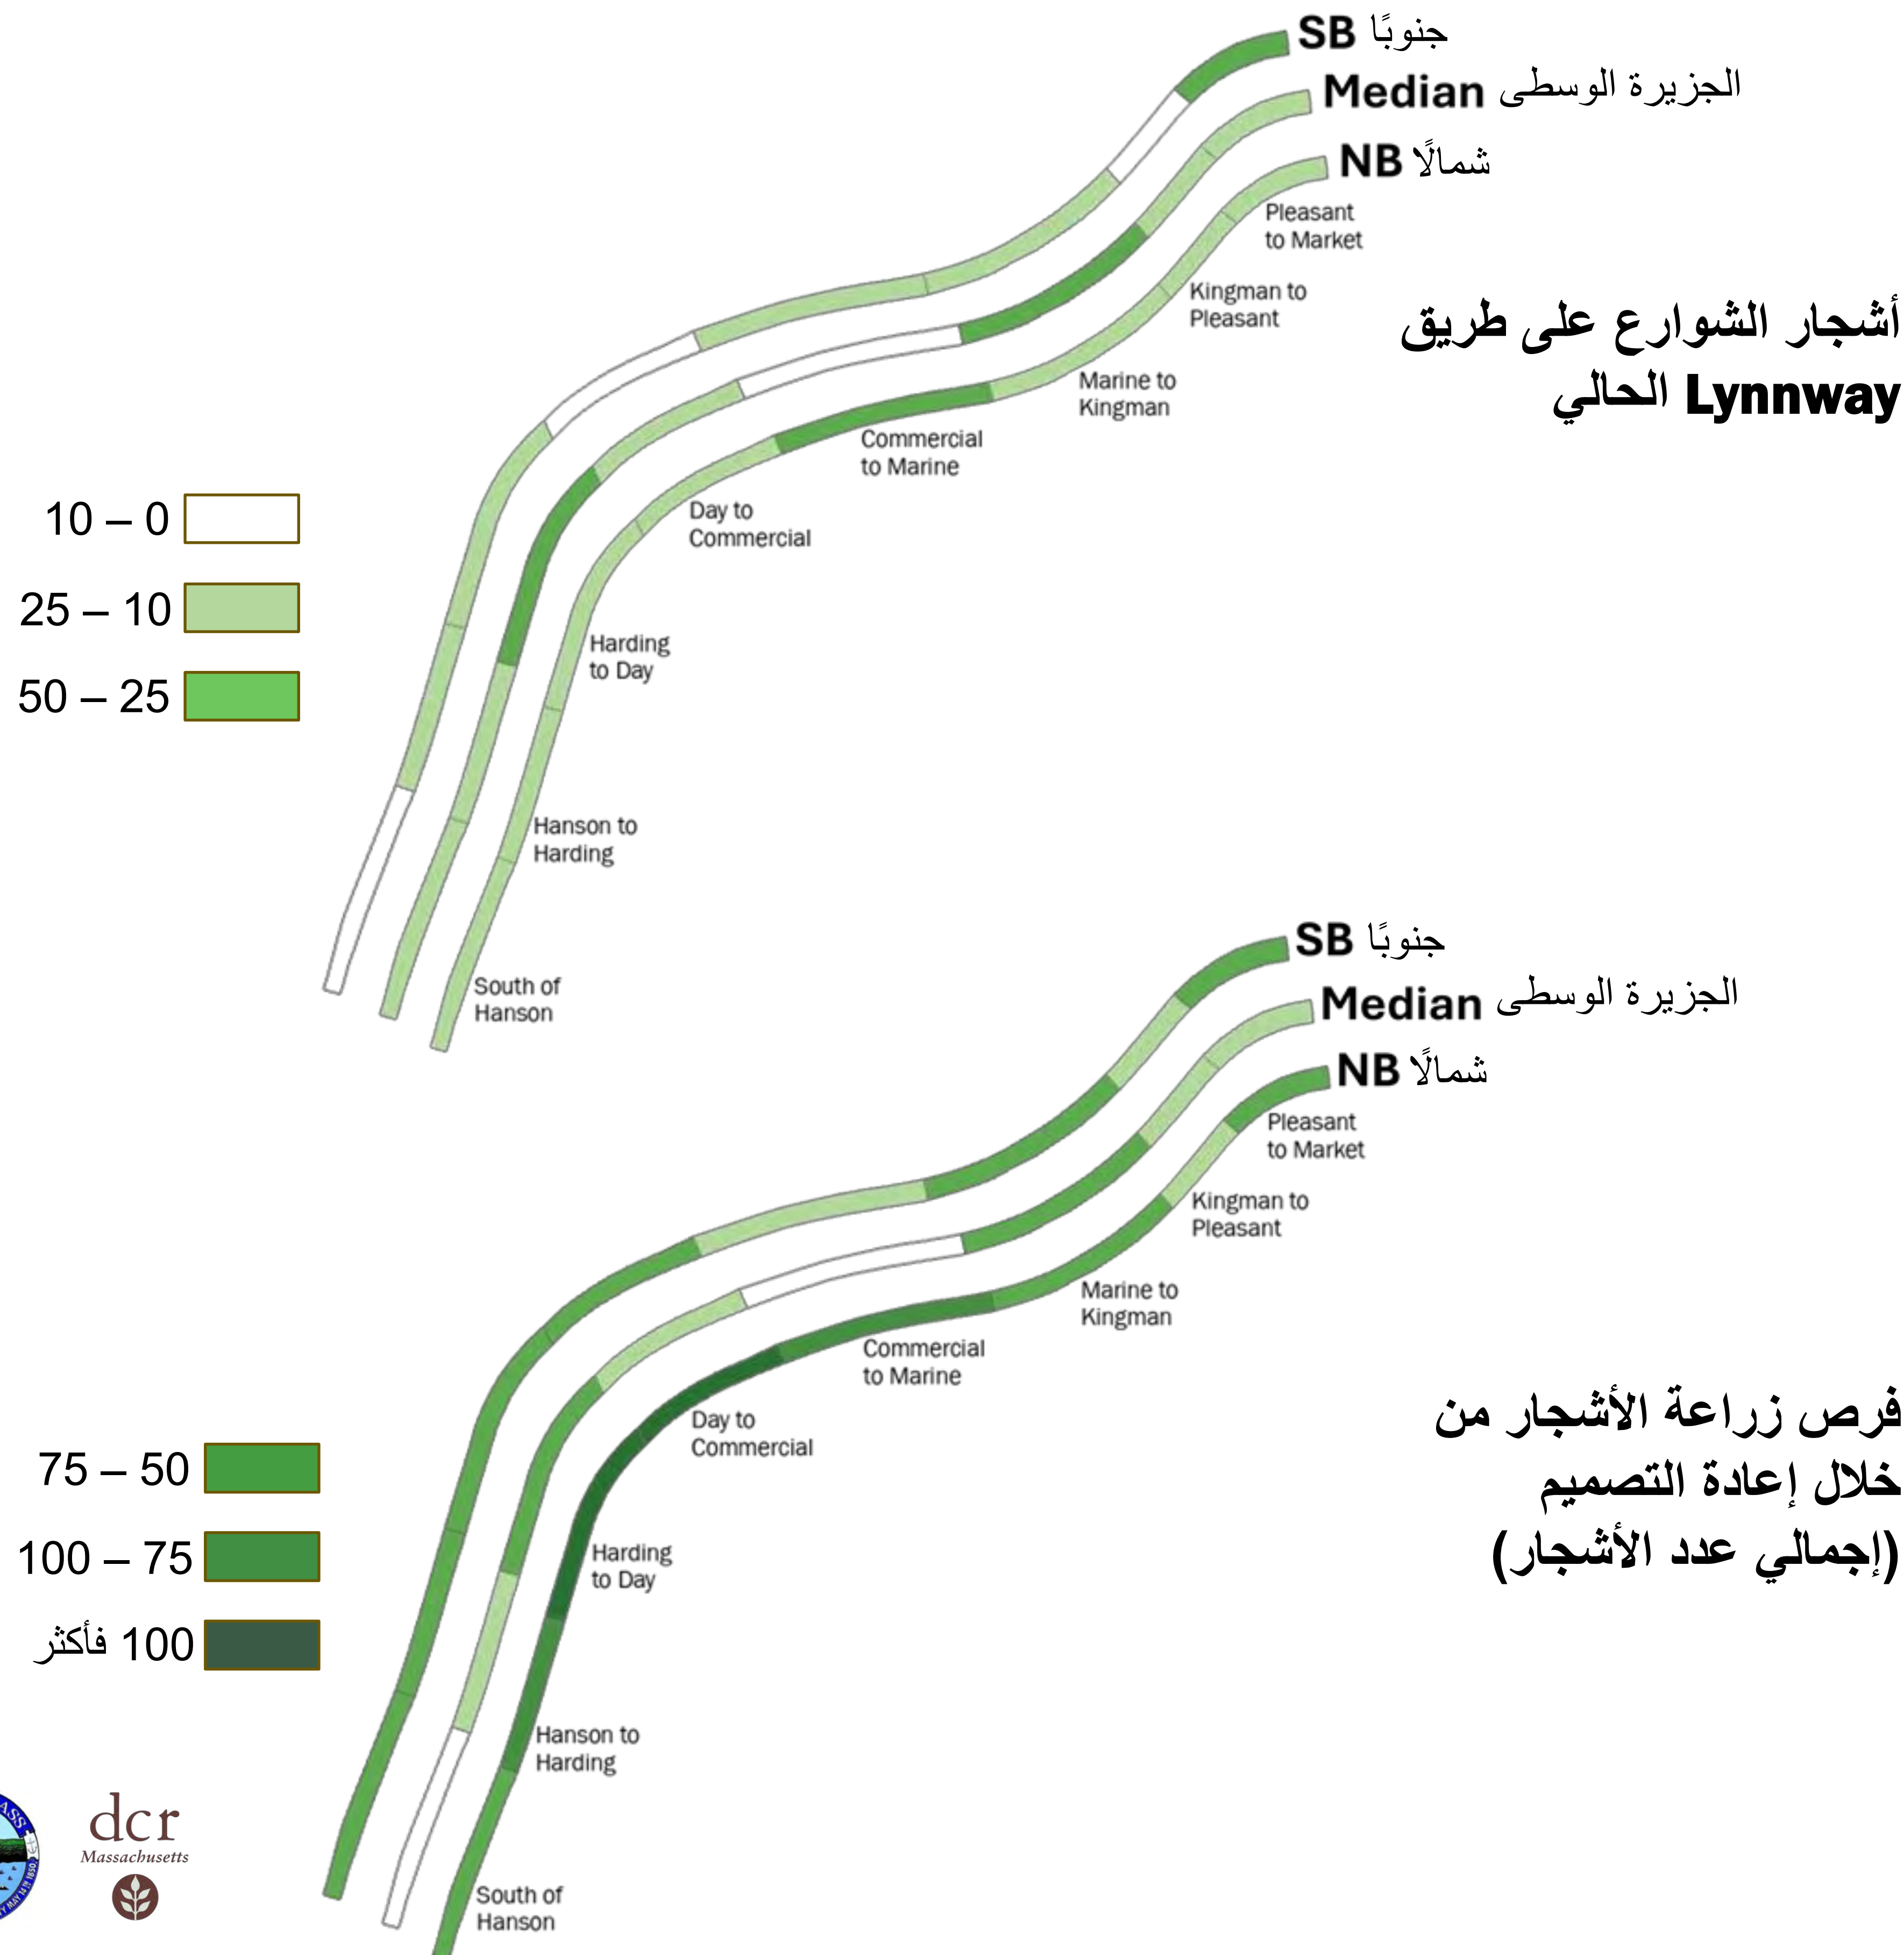 SB جنوبًا
Median الجزيرة الوسطى
NB شمالًا
Pleasant
to Market
Kingman to
Pleasant
Marine to
Kingman
Commercial
to Marine
Day to
Commercial
Harding
to Day
Hanson to
Harding
South of
Hanson
أشجار الشوارع على طريق
Lynnway الحالي
10 – 0
25 – 10
50 – 25
SB جنوبًا
Median الجزيرة الوسطى
NB شمالًا
Pleasant
to Market
Kingman to
Pleasant
Marine to
Kingman
Commercial
to Marine
Day to
Commercial
Harding
to Day
Hanson to
Harding
South of
Hanson
فرص زراعة الأشجار من
خلال إعادة التصميم
(إجمالي عدد الأشجار)
75 – 50
100 – 75
100 فأكثر
dcr
Massachusetts